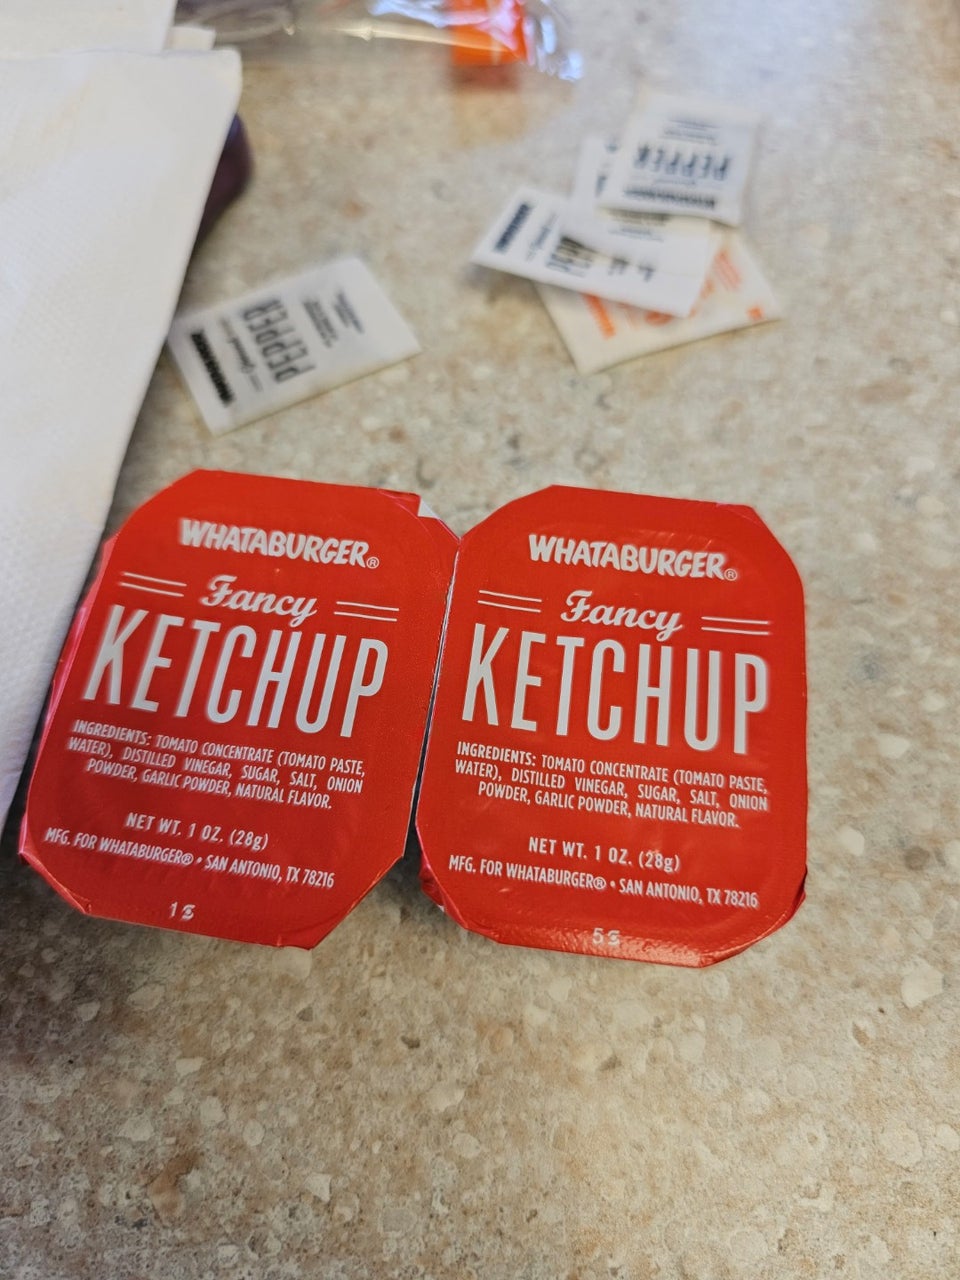 PEPPER
PEPPER
WHATABURGER®
Fancy
KETCHUP
INGREDIENTS: TOMATO CONCENTRATE (TOMATO PASTE,
WATER), DISTILLED VINEGAR, SUGAR, SALT, ONION
POWDER, GARLIC POWDER, NATURAL FLAVOR.
NET WT. 1 OZ. (28g)
MFG. FOR WHATABURGER® • SAN ANTONIO, TX 78216
WHATABURGER®
Fancy
KETCHUP
INGREDIENTS: TOMATO CONCENTRATE (TOMATO PASTE,
WATER), DISTILLED VINEGAR, SUGAR, SALT, ONION
POWDER, GARLIC POWDER, NATURAL FLAVOR.
NET WT. 1 OZ. (28g)
MFG. FOR WHATABURGER® • SAN ANTONIO, TX 78216